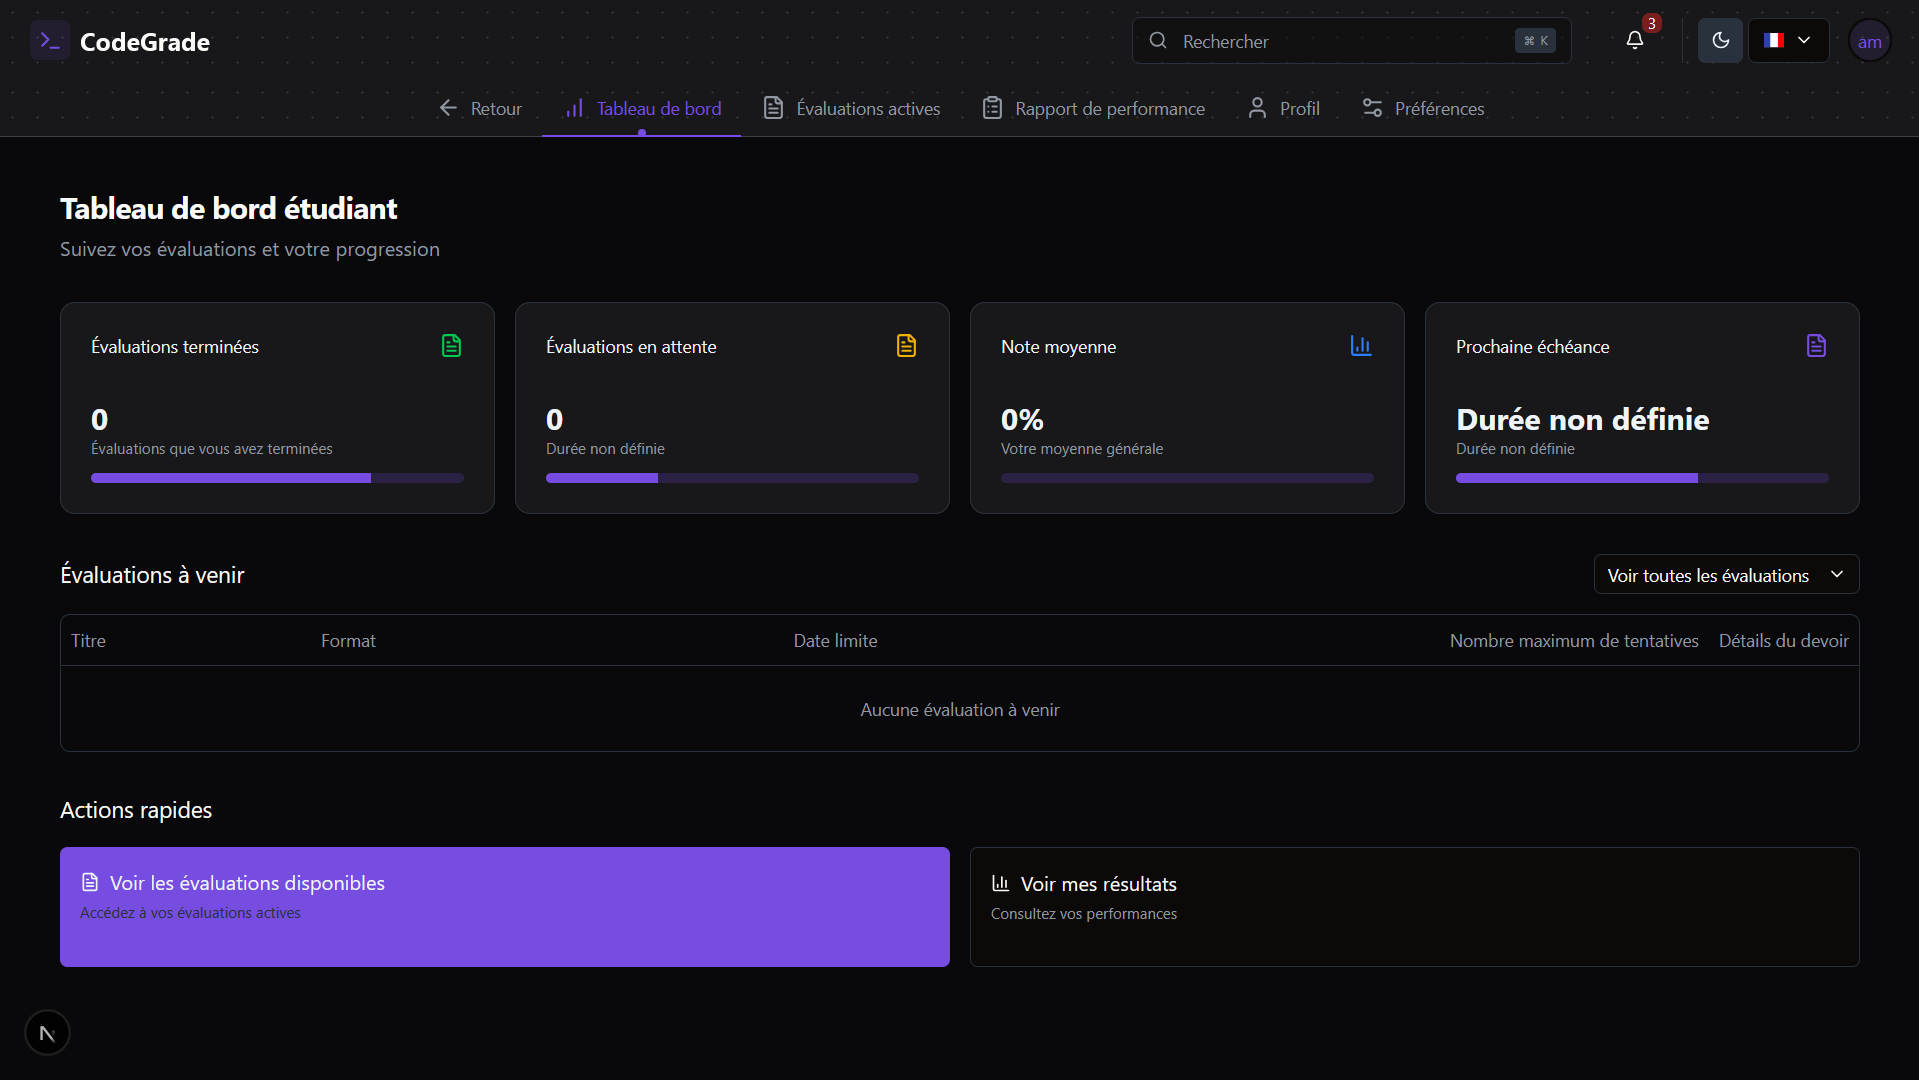 CodeGrade
Rechercher
⌘ K
3
am
Retour
Tableau de bord
Évaluations actives
Rapport de performance
Profil
Préférences
Tableau de bord étudiant
Suivez vos évaluations et votre progression
Évaluations terminées
0
Évaluations que vous avez terminées
Évaluations en attente
0
Durée non définie
Note moyenne
0%
Votre moyenne générale
Prochaine échéance
Durée non définie
Durée non définie
Évaluations à venir
Voir toutes les évaluations
Titre
Format
Date limite
Nombre maximum de tentatives
Détails du devoir
Aucune évaluation à venir
Actions rapides
Voir les évaluations disponibles
Accédez à vos évaluations actives
Voir mes résultats
Consultez vos performances
N